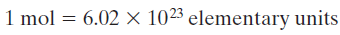 1 mol = 6.02 × 10²³ elementary units